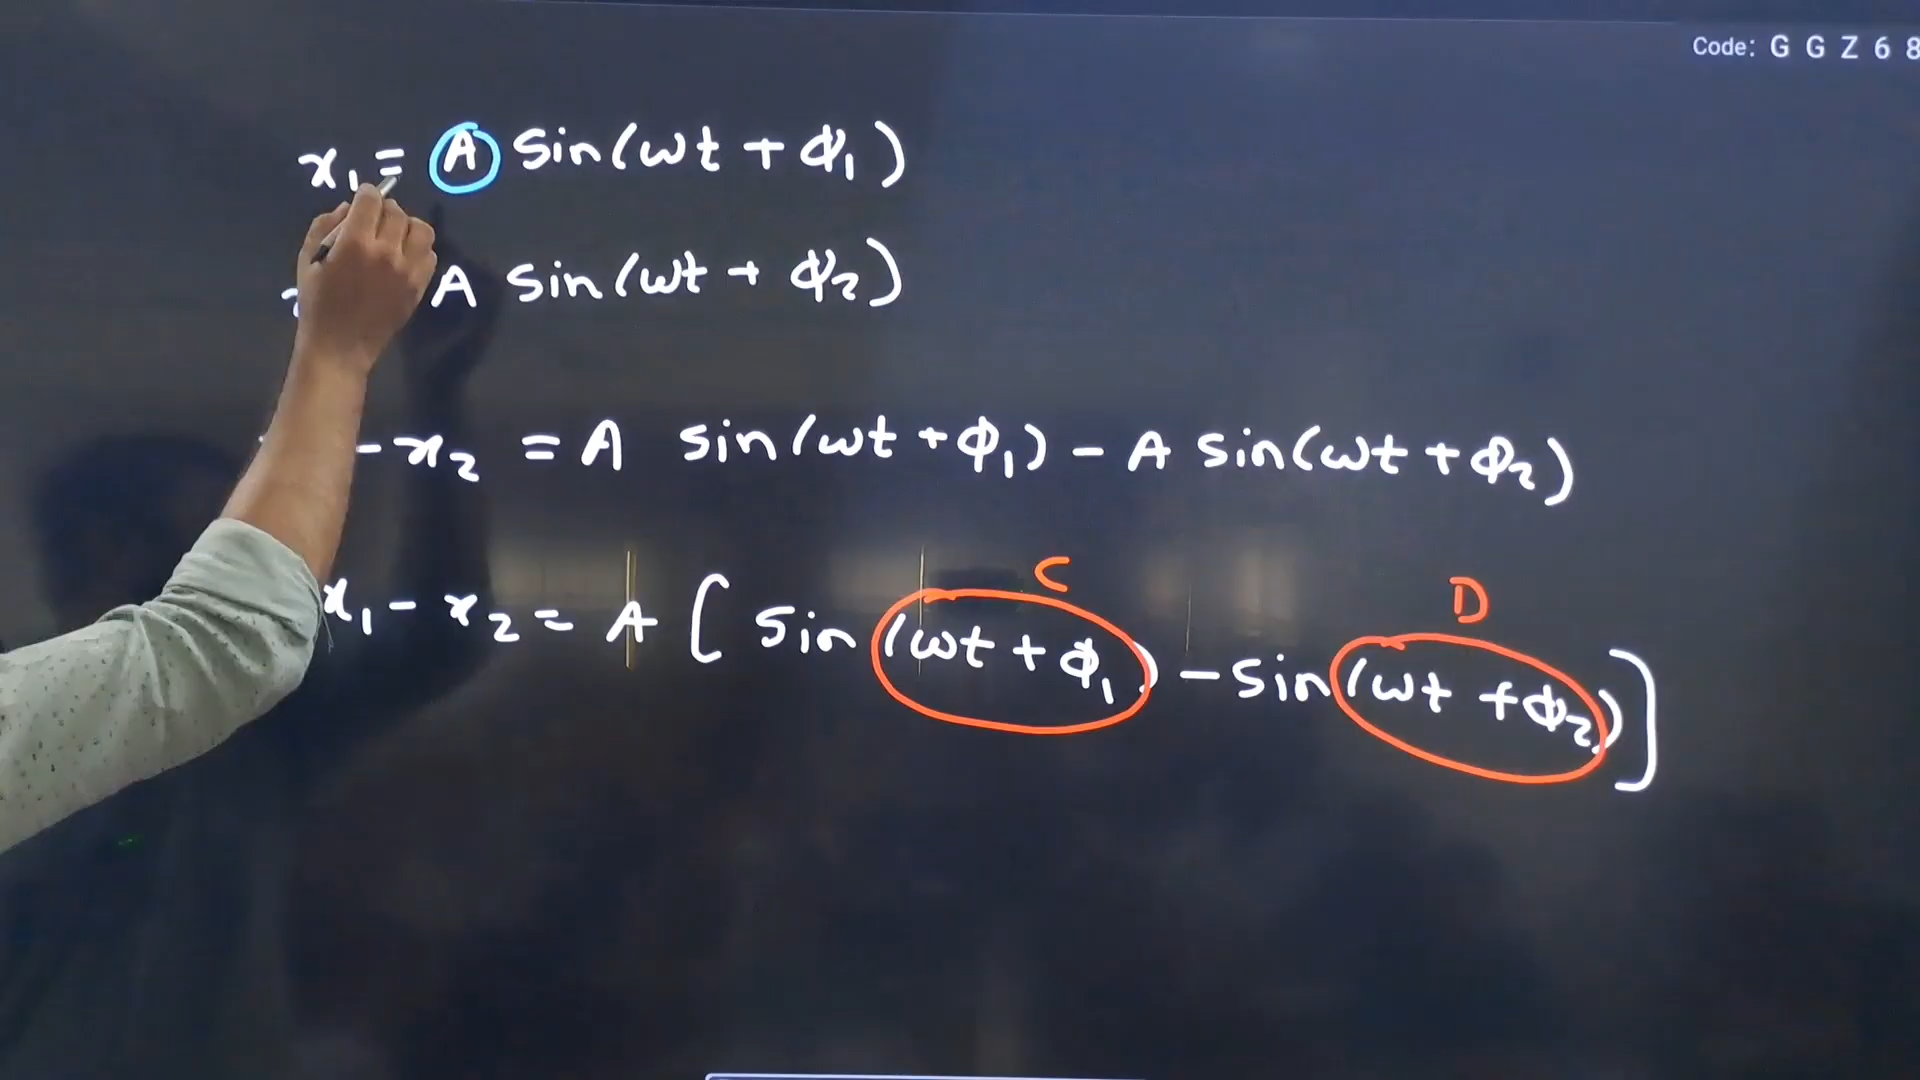 Code: G G Z 6 8
x₁ = A sin(ωt + ϕ₁)
A sin(ωt + ϕ₂)
- x₂ = A sin(ωt + ϕ₁) - A sin(ωt + ϕ₂)
C D
x₁ - x₂ = A [ sin(ωt + ϕ₁) - sin(ωt + ϕ₂) ]